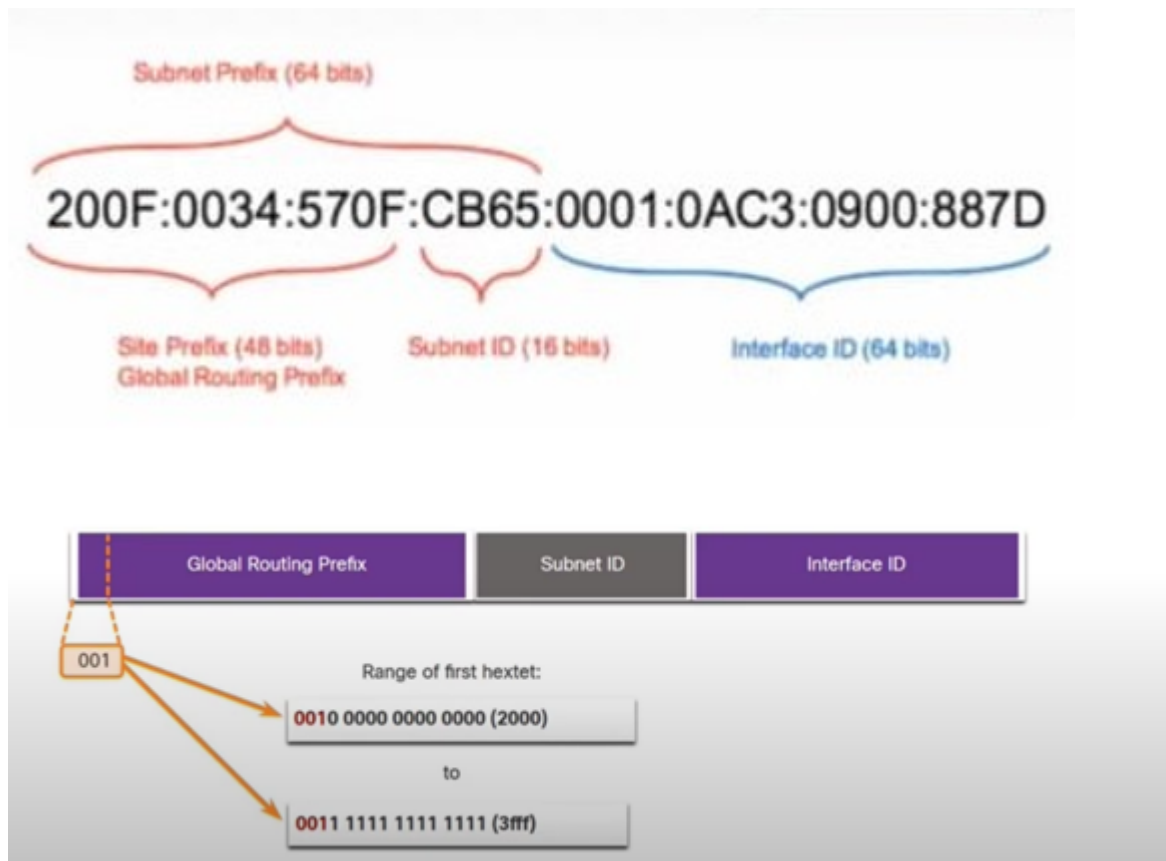 Subnet Prefix (64 bits)
200F:0034:570F:CB65:0001:0AC3:0900:887D
Site Prefix (48 bits)
Global Routing Prefix
Subnet ID (16 bits)
Interface ID (64 bits)
Global Routing Prefix
Subnet ID
Interface ID
001
Range of first hextet:
0010 0000 0000 0000 (2000)
to
0011 1111 1111 1111 (3fff)